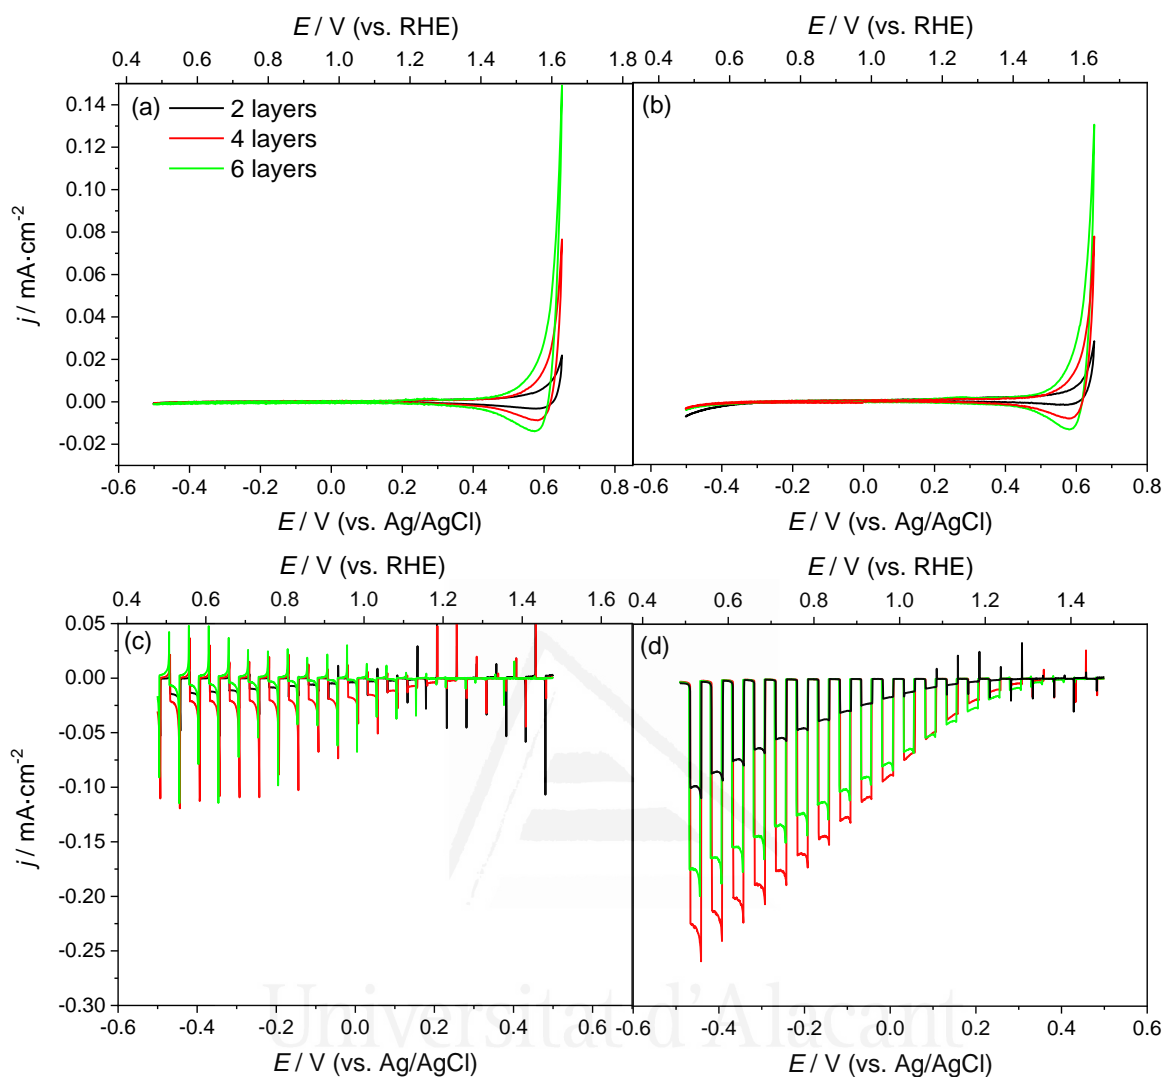 E / V (vs. RHE)
E / V (vs. RHE)
0.4 0.6 0.8 1.0 1.2 1.4 1.6 1.8
0.4 0.6 0.8 1.0 1.2 1.4 1.6
(a)
2 layers
4 layers
6 layers
(b)
0.14
0.12
0.10
0.08
0.06
0.04
0.02
0.00
-0.02
j / mA·cm-2
-0.6 -0.4 -0.2 0.0 0.2 0.4 0.6 0.8
-0.6 -0.4 -0.2 0.0 0.2 0.4 0.6 0.8
E / V (vs. Ag/AgCl)
E / V (vs. Ag/AgCl)
E / V (vs. RHE)
E / V (vs. RHE)
0.4 0.6 0.8 1.0 1.2 1.4 1.6
0.4 0.6 0.8 1.0 1.2 1.4
(c)
(d)
0.05
0.00
-0.05
-0.10
-0.15
-0.20
-0.25
-0.30
j / mA·cm-2
-0.6 -0.4 -0.2 0.0 0.2 0.4 0.6
-0.6 -0.4 -0.2 0.0 0.2 0.4 0.6
Universitat d'Alacant
E / V (vs. Ag/AgCl)
E / V (vs. Ag/AgCl)